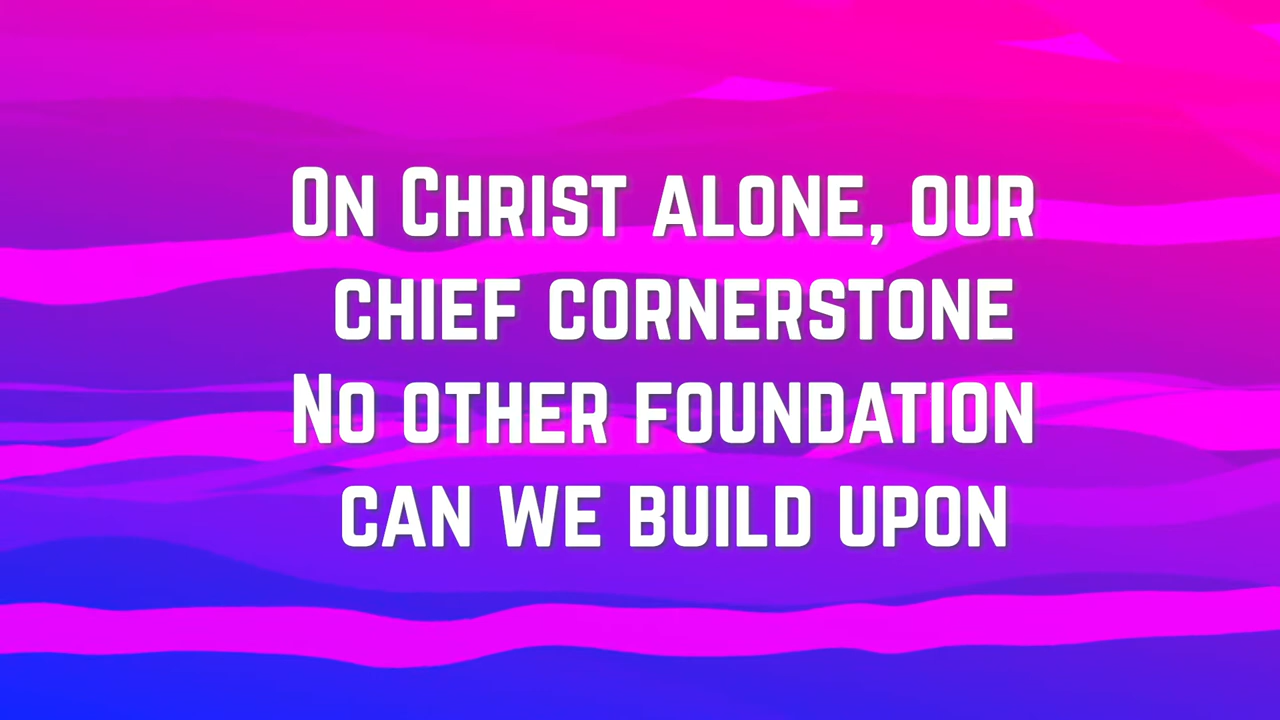 On Christ alone, our
chief cornerstone
No other foundation
can we build upon